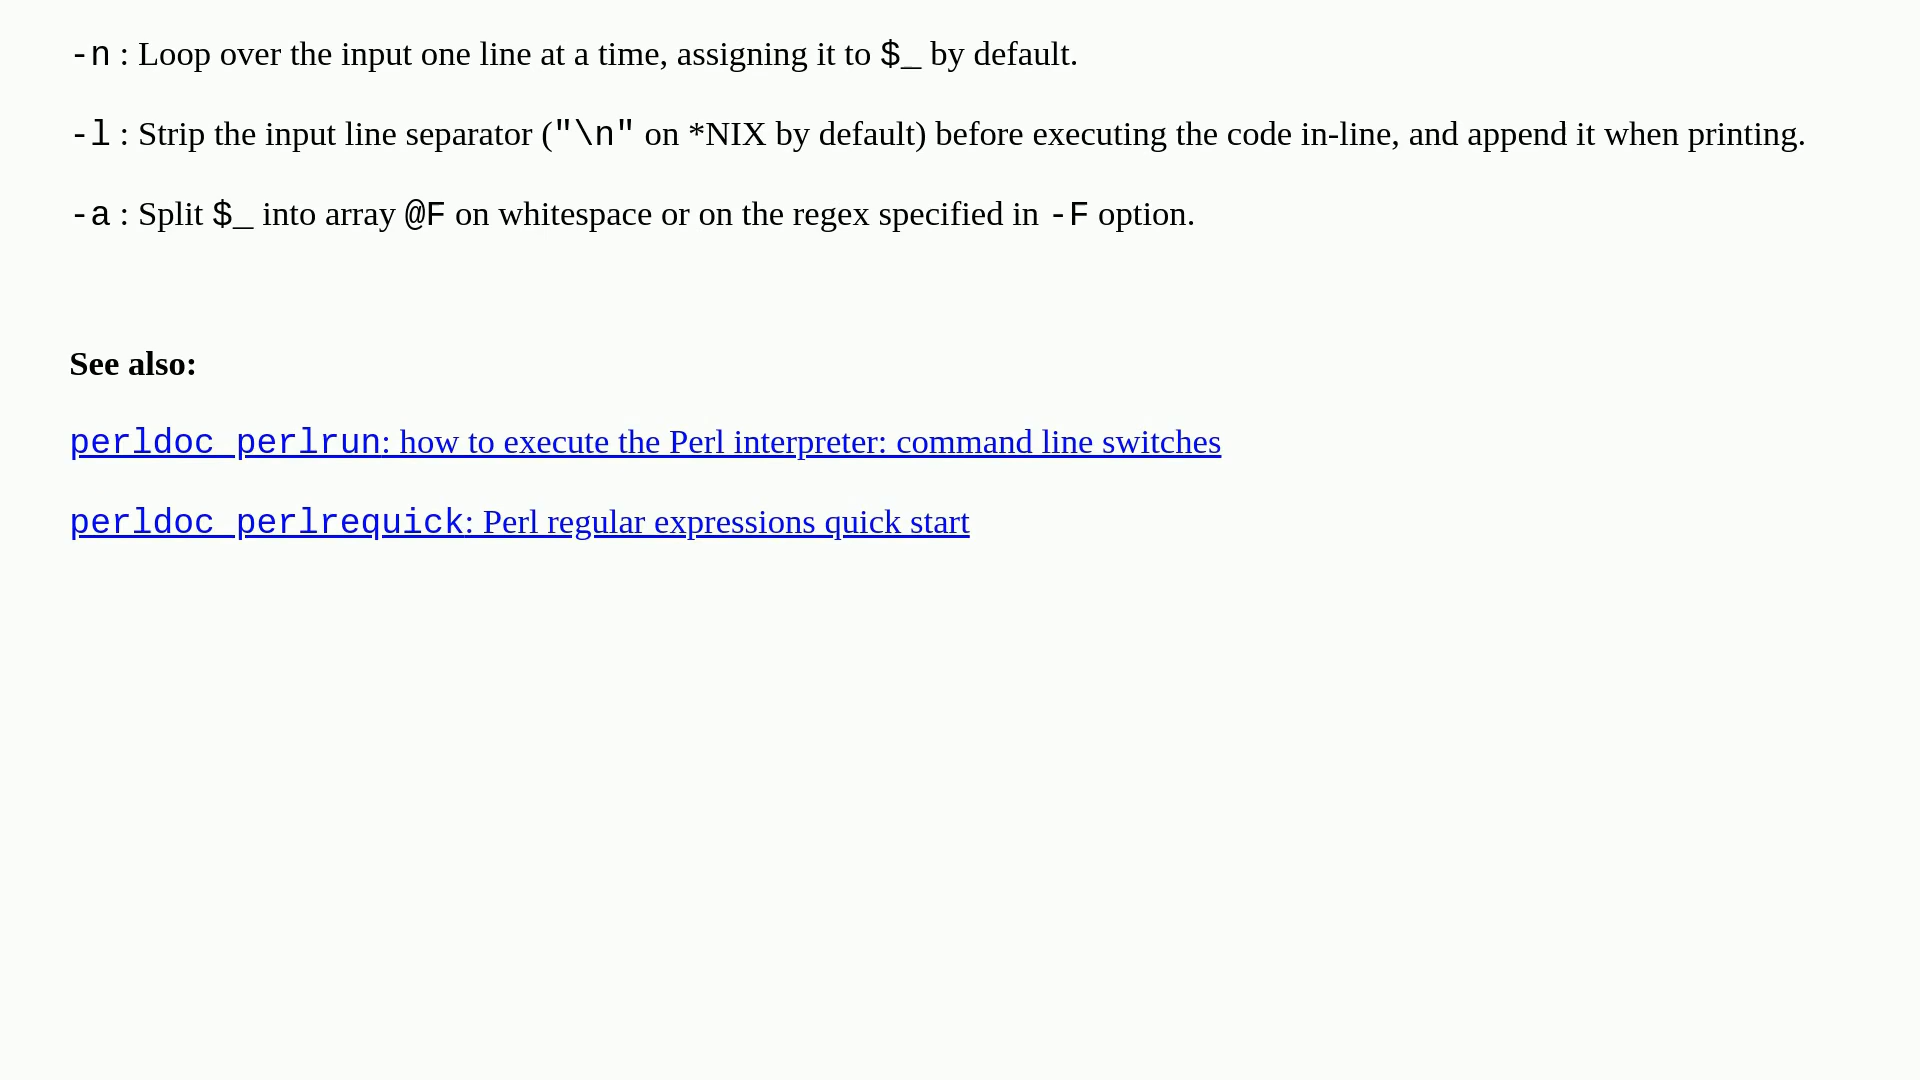 -n : Loop over the input one line at a time, assigning it to $_ by default.
-l : Strip the input line separator ("\n" on *NIX by default) before executing the code in-line, and append it when printing.
-a : Split $_ into array @F on whitespace or on the regex specified in -F option.
See also:
perldoc perlrun: how to execute the Perl interpreter: command line switches
perldoc perlrequick: Perl regular expressions quick start